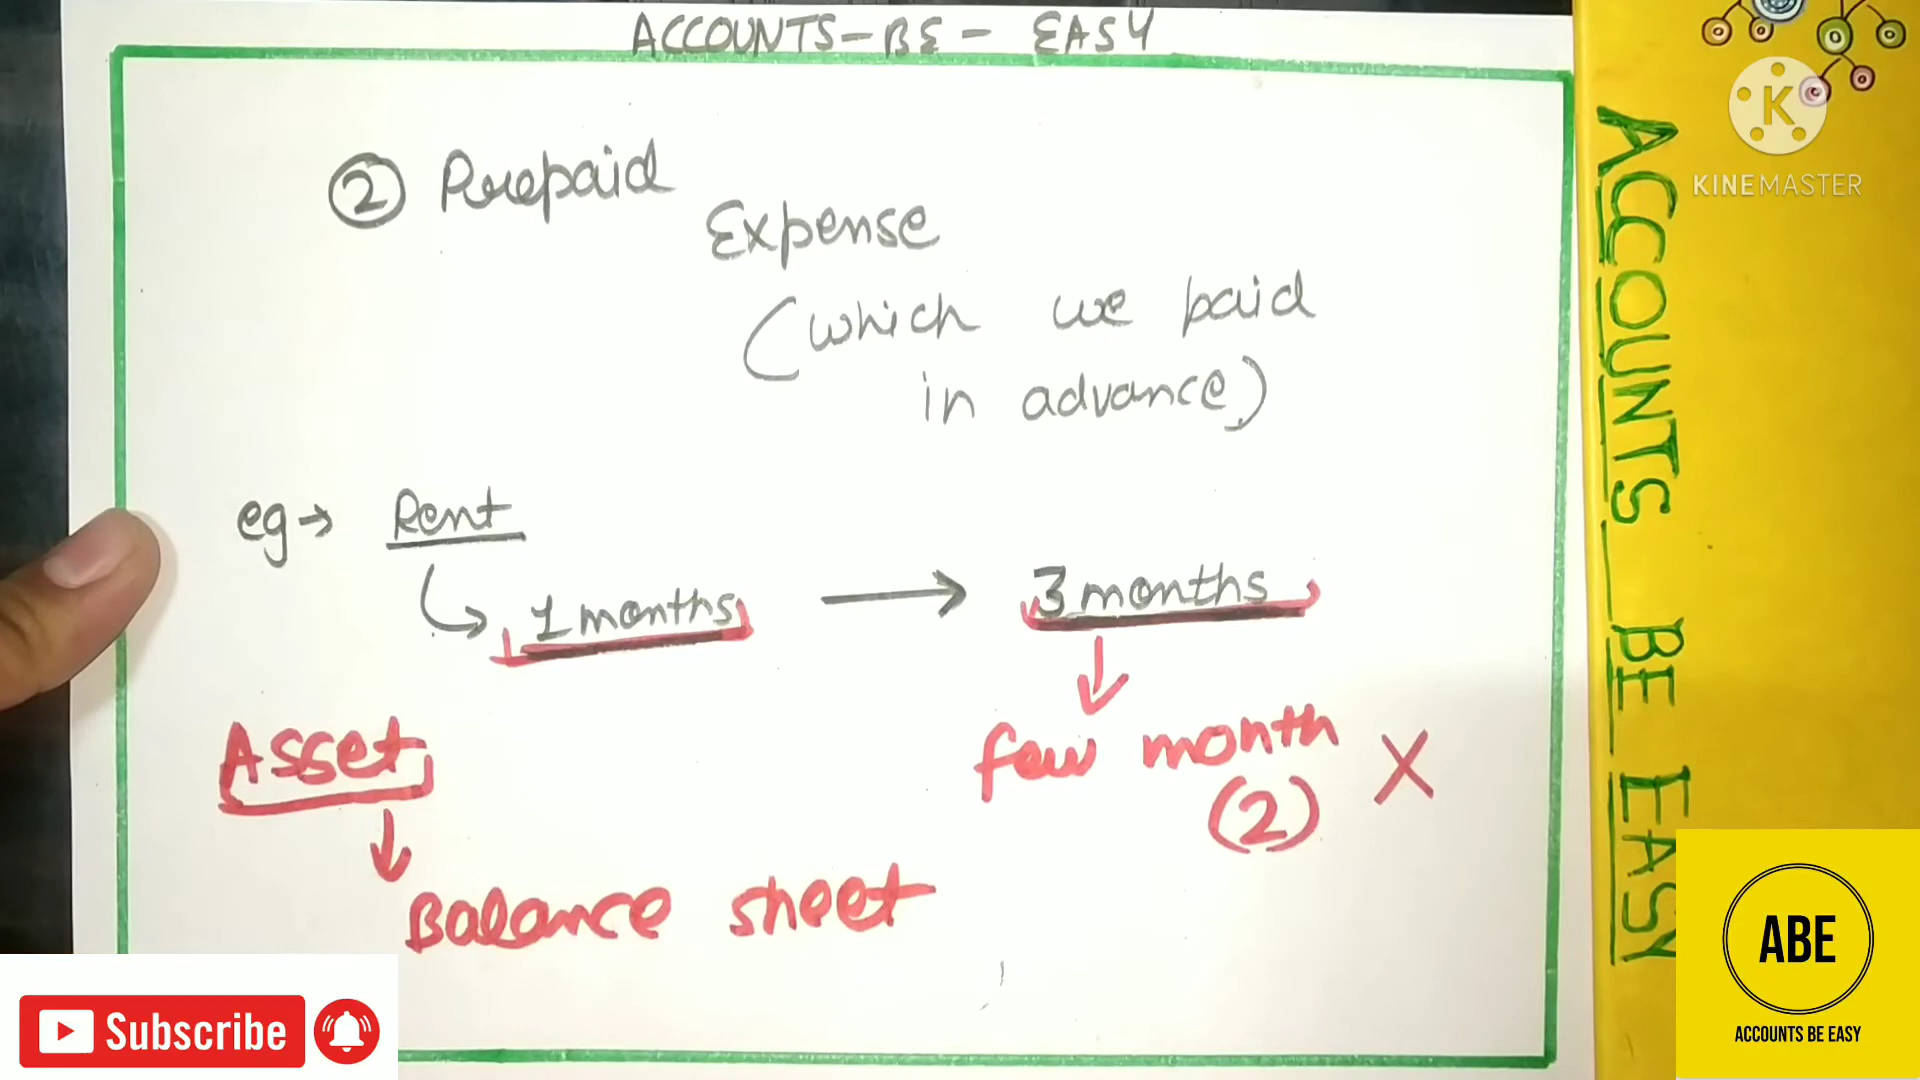 ACCOUNTS-BE- EASY
② Prepaid
Expense
(which we paid
in advance)
eg → Rent
1 months → 3 months
few month X
(2)
Asset
Balance sheet
KINEMASTER
ACCOUNTS BE EASY
Subscribe
ABE
ACCOUNTS BE EASY